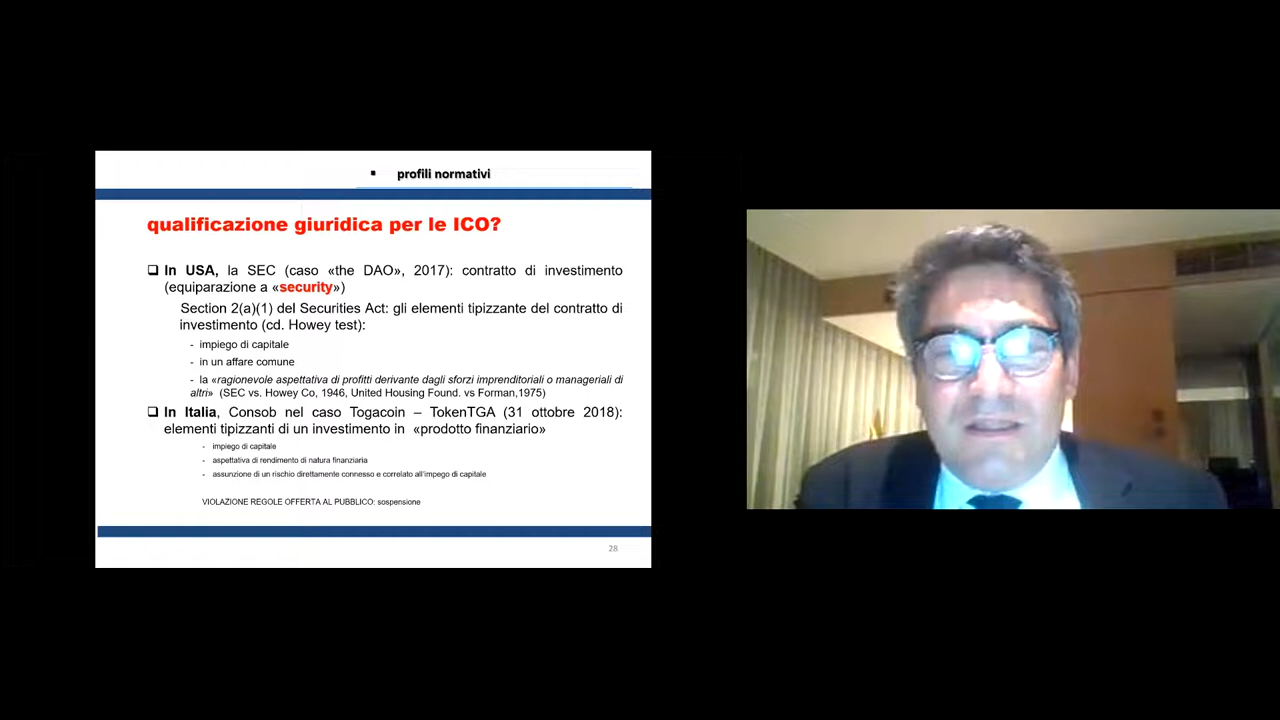 ▪ profili normativi
qualificazione giuridica per le ICO?
❑ In USA, la SEC (caso «the DAO», 2017): contratto di investimento
(equiparazione a «security»)
Section 2(a)(1) del Securities Act: gli elementi tipizzante del contratto di
investimento (cd. Howey test):
- impiego di capitale
- in un affare comune
- la «ragionevole aspettativa di profitti derivante dagli sforzi imprenditoriali o manageriali di
altri» (SEC vs. Howey Co, 1946, United Housing Found. vs Forman,1975)
❑ In Italia, Consob nel caso Togacoin – TokenTGA (31 ottobre 2018):
elementi tipizzanti di un investimento in «prodotto finanziario»
- impiego di capitale
- aspettativa di rendimento di natura finanziaria
- assunzione di un rischio direttamente connesso e correlato all'impego di capitale
VIOLAZIONE REGOLE OFFERTA AL PUBBLICO: sospensione
28